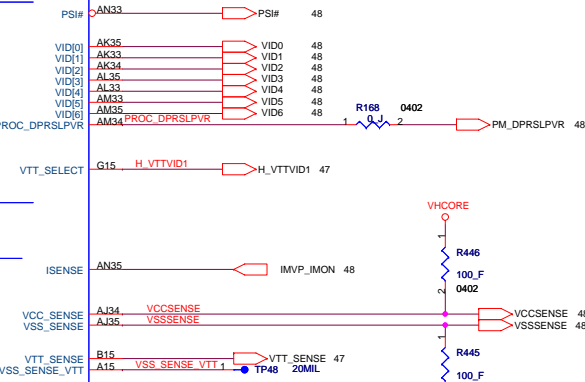 PSI# AN33 PSI# 48
VID[0] AK35 VID0 48
VID[1] AK33 VID1 48
VID[2] AK34 VID2 48
VID[3] AL35 VID3 48
VID[4] AL33 VID4 48
VID[5] AM33 VID5 48
VID[6] AM35 VID6 48
R168 0402
PROC_DPRSLPVR AM34 PROC_DPRSLPVR 1 0_J 2 PM_DPRSLPVR 48
VTT_SELECT G15 H_VTTVID1 H_VTTVID1 47
VHCORE
1
R446
ISENSE AN35 IMVP_IMON 48
100_F
2 0402
VCC_SENSE AJ34 VCCSENSE VCCSENSE 48
VSS_SENSE AJ35 VSSSENSE VSSSENSE 48
1
R445
VTT_SENSE B15 VTT_SENSE 47
VSS_SENSE_VTT A15 VSS_SENSE_VTT 1 TP48 20MIL
100_F